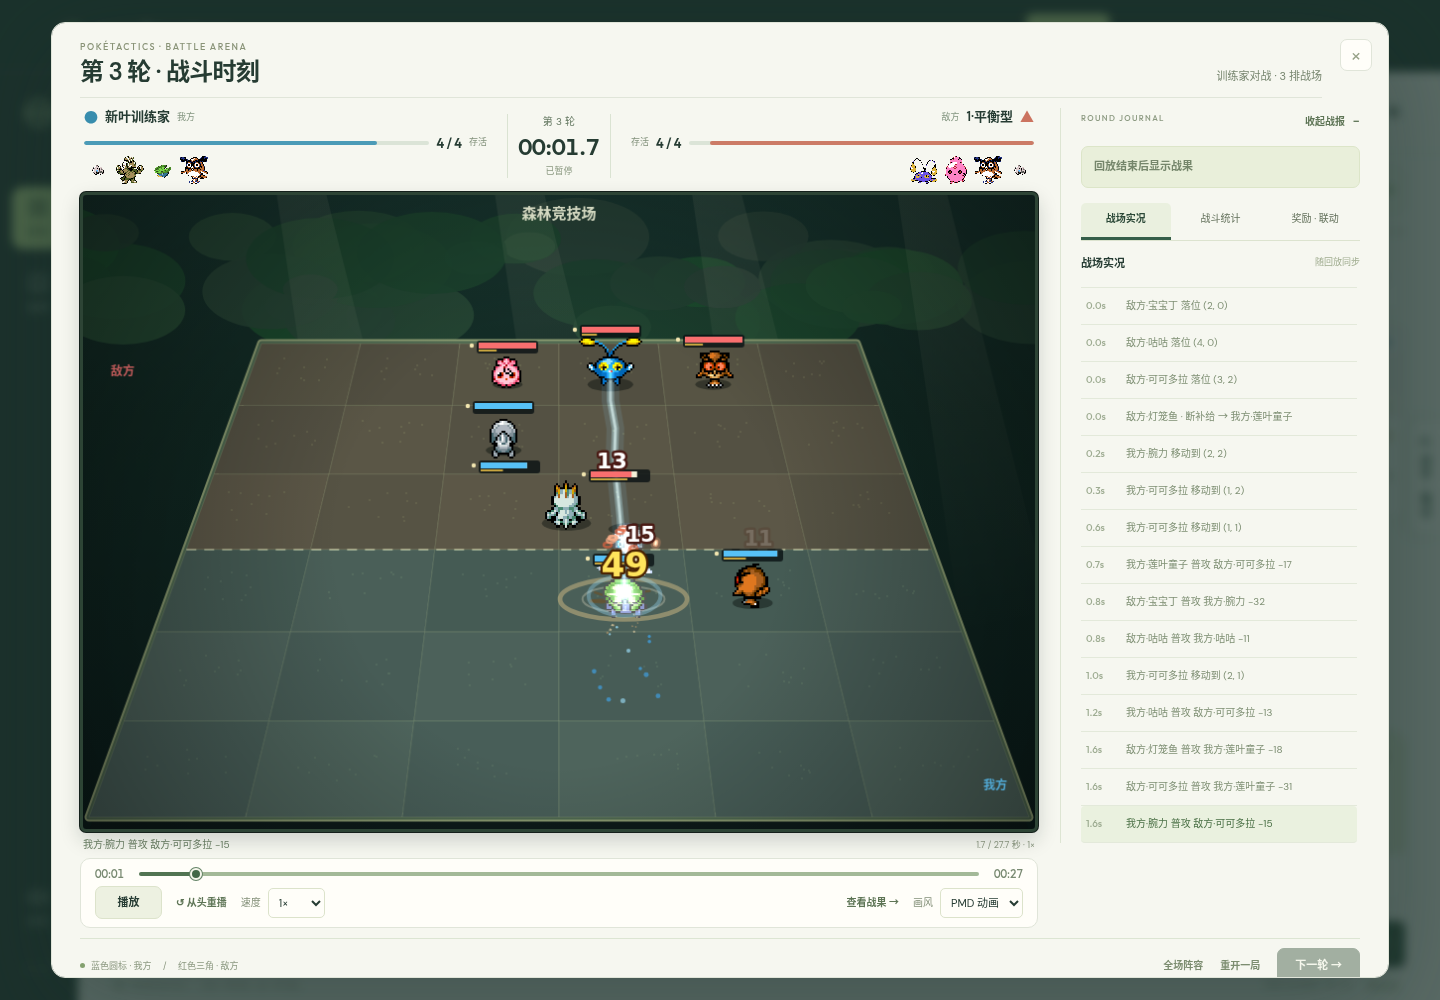 POKÉTACTICS · BATTLE ARENA
第 3 轮 · 战斗时刻
训练家对战 · 3 排战场
×
新叶训练家 我方
4/4 存活
第 3 轮
00:01.7
已暂停
敌方 1·平衡型
存活 4/4
森林竞技场
敌方
13
15
49
11
我方
我方·腕力 普攻 敌方·可可多拉 -15
1.7 / 27.7 秒 · 1×
00:01
00:27
播放
↺ 从头重播
速度
1×
查看战果 →
画风
PMD 动画
ROUND JOURNAL
收起战报 −
回放结束后显示战果
战场实况
战斗统计
奖励 · 联动
战场实况
随回放同步
0.0s 敌方·宝宝丁 落位 (2, 0)
0.0s 敌方·咕咕 落位 (4, 0)
0.0s 敌方·可可多拉 落位 (3, 2)
0.0s 敌方·灯笼鱼 · 断补给 → 我方·莲叶童子
0.2s 我方·腕力 移动到 (2, 2)
0.3s 我方·可可多拉 移动到 (1, 2)
0.6s 我方·可可多拉 移动到 (1, 1)
0.7s 我方·莲叶童子 普攻 敌方·可可多拉 -17
0.8s 敌方·宝宝丁 普攻 我方·腕力 -32
0.8s 敌方·咕咕 普攻 我方·咕咕 -11
1.0s 我方·可可多拉 移动到 (2, 1)
1.2s 我方·咕咕 普攻 敌方·可可多拉 -13
1.6s 敌方·灯笼鱼 普攻 我方·莲叶童子 -18
1.6s 敌方·可可多拉 普攻 我方·莲叶童子 -31
1.6s 我方·腕力 普攻 敌方·可可多拉 -15
蓝色圆标 · 我方 / 红色三角 · 敌方
全场阵容
重开一局
下一轮 →